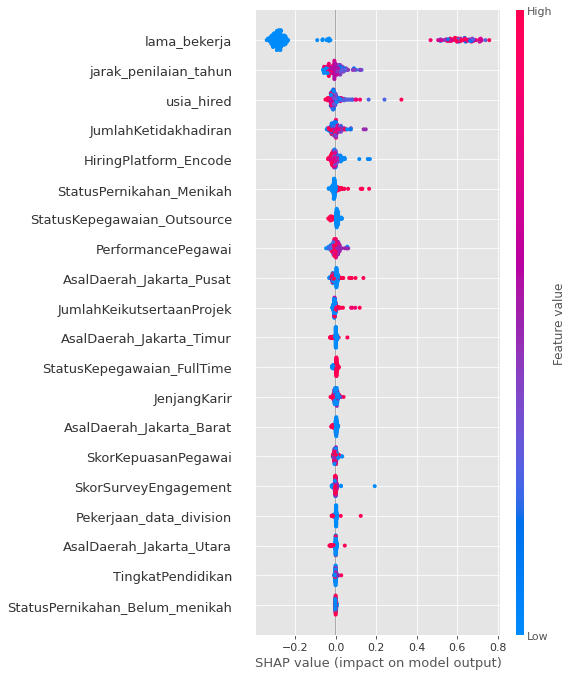 High
lama_bekerja
jarak_penilaian_tahun
usia_hired
JumlahKetidakhadiran
HiringPlatform_Encode
StatusPernikahan_Menikah
StatusKepegawaian_Outsource
PerformancePegawai
AsalDaerah_Jakarta_Pusat
JumlahKeikutsertaanProjek
AsalDaerah_Jakarta_Timur
StatusKepegawaian_FullTime
JenjangKarir
AsalDaerah_Jakarta_Barat
SkorKepuasanPegawai
SkorSurveyEngagement
Pekerjaan_data_division
AsalDaerah_Jakarta_Utara
TingkatPendidikan
StatusPernikahan_Belum_menikah
Feature value
Low
−0.2 0.0 0.2 0.4 0.6 0.8
SHAP value (impact on model output)